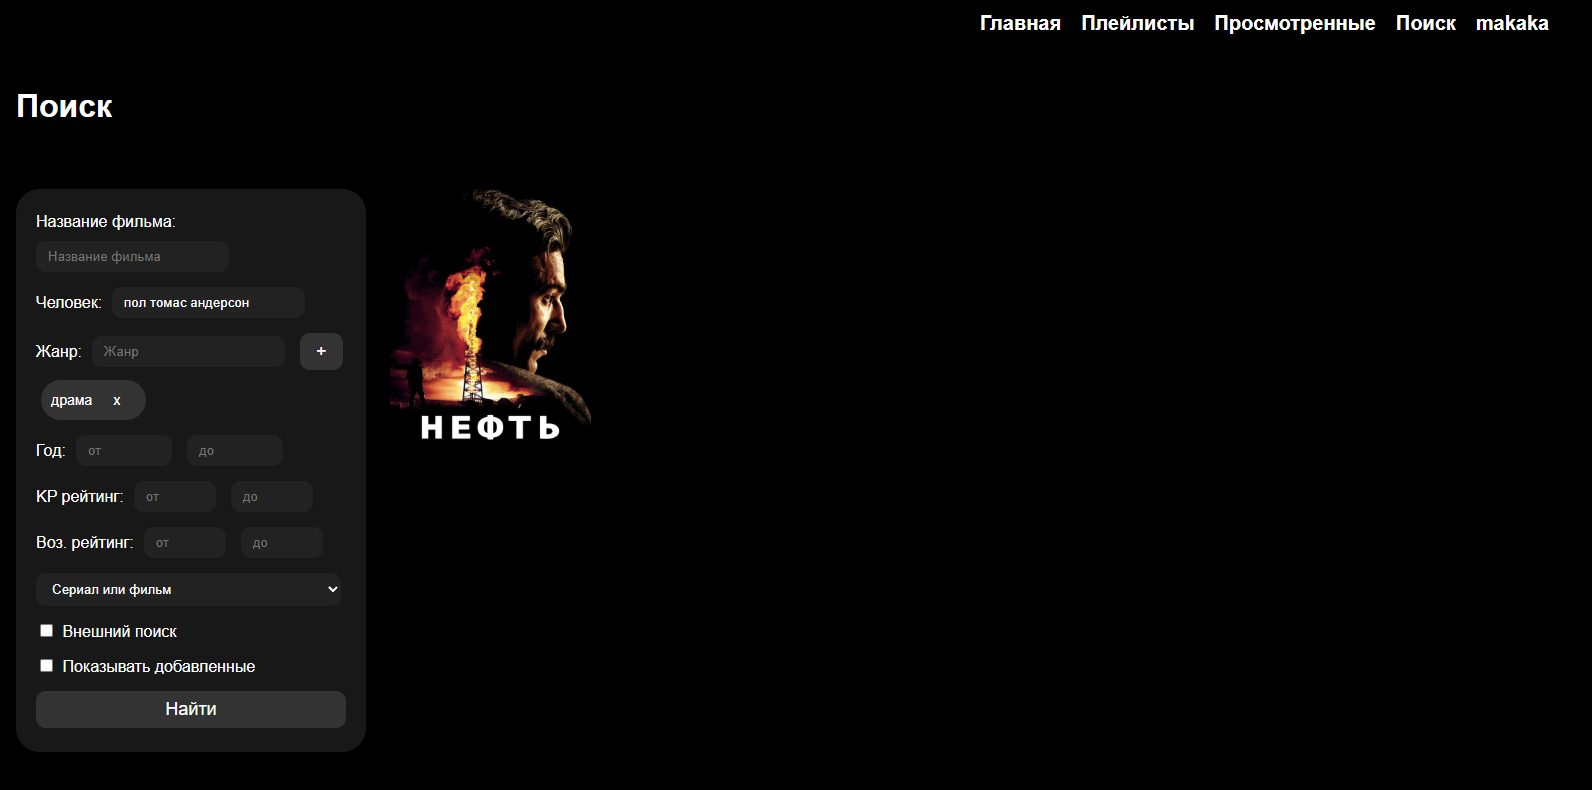 Главная Плейлисты Просмотренные Поиск makaka
Поиск
Название фильма:
Название фильма
Человек: пол томас андерсон
Жанр: Жанр +
драма x
Год: от до
КР рейтинг: от до
Воз. рейтинг: от до
Сериал или фильм
Внешний поиск
Показывать добавленные
Найти
НЕФТЬ